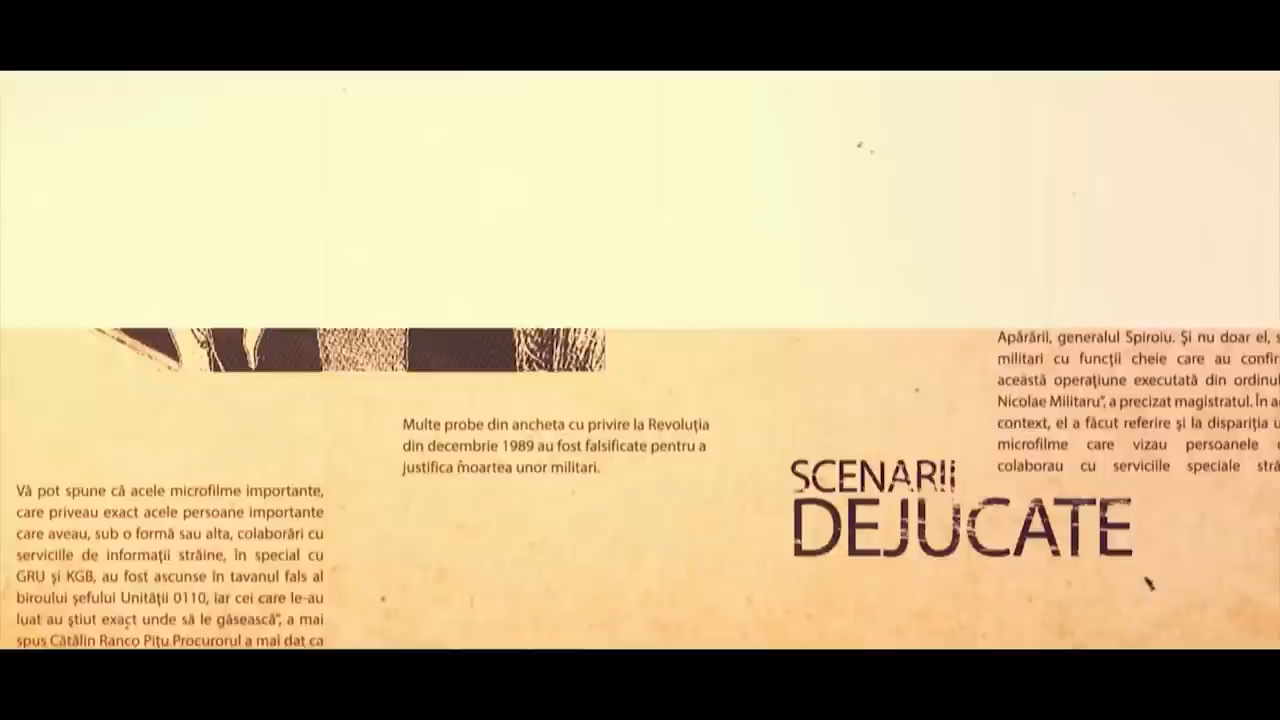 Vă pot spune că acele microfilme importante,
care priveau exact acele persoane importante
care aveau, sub o formă sau alta, colaborări cu
serviciile de informații străine, în special cu
GRU și KGB, au fost ascunse în tavanul fals al
biroului șefului Unității 0110, iar cei care le-au
luat au știut exact unde să le găsească", a mai
spus Cătălin Ranco Pițu.Procurorul a mai dat ca
Multe probe din ancheta cu privire la Revoluția
din decembrie 1989 au fost falsificate pentru a
justifica moartea unor militari.
SCENARII
DEJUCATE
Apărării, generalul Spiroiu. Și nu doar el,
militari cu funcții cheie care au
această operațiune executată din
Nicolae Militaru", a precizat magistratul. În
context, el a făcut referire și la dispariția
microfilme care vizau persoanele
colaborau cu serviciile speciale